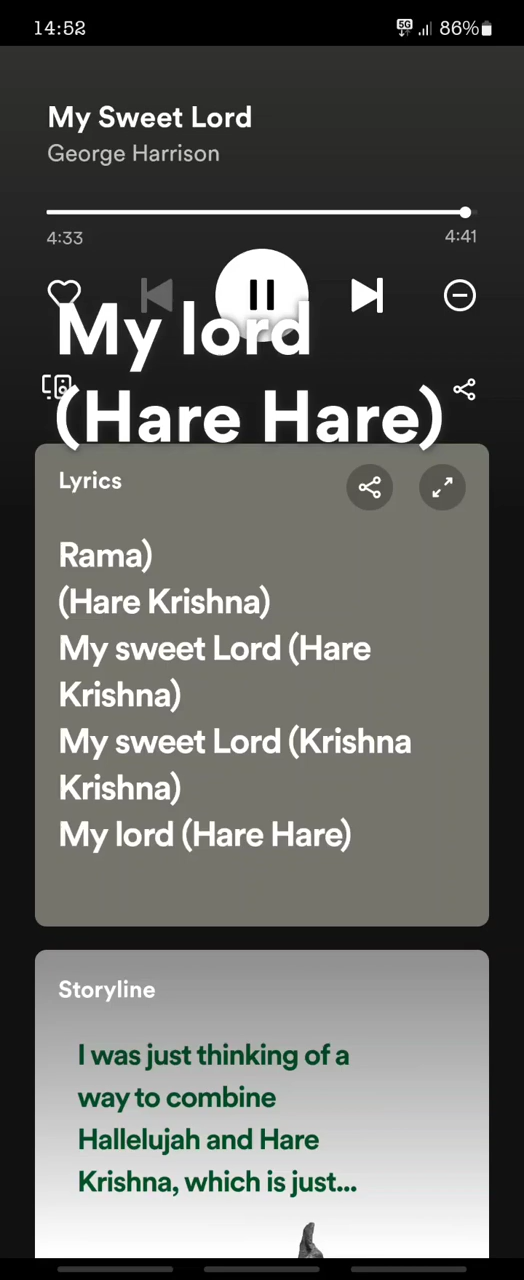 14:52
5G
86%
My Sweet Lord
George Harrison
4:33
4:41
My lord
(Hare Hare)
Lyrics
Rama)
(Hare Krishna)
My sweet Lord (Hare
Krishna)
My sweet Lord (Krishna
Krishna)
My lord (Hare Hare)
Storyline
I was just thinking of a
way to combine
Hallelujah and Hare
Krishna, which is just...